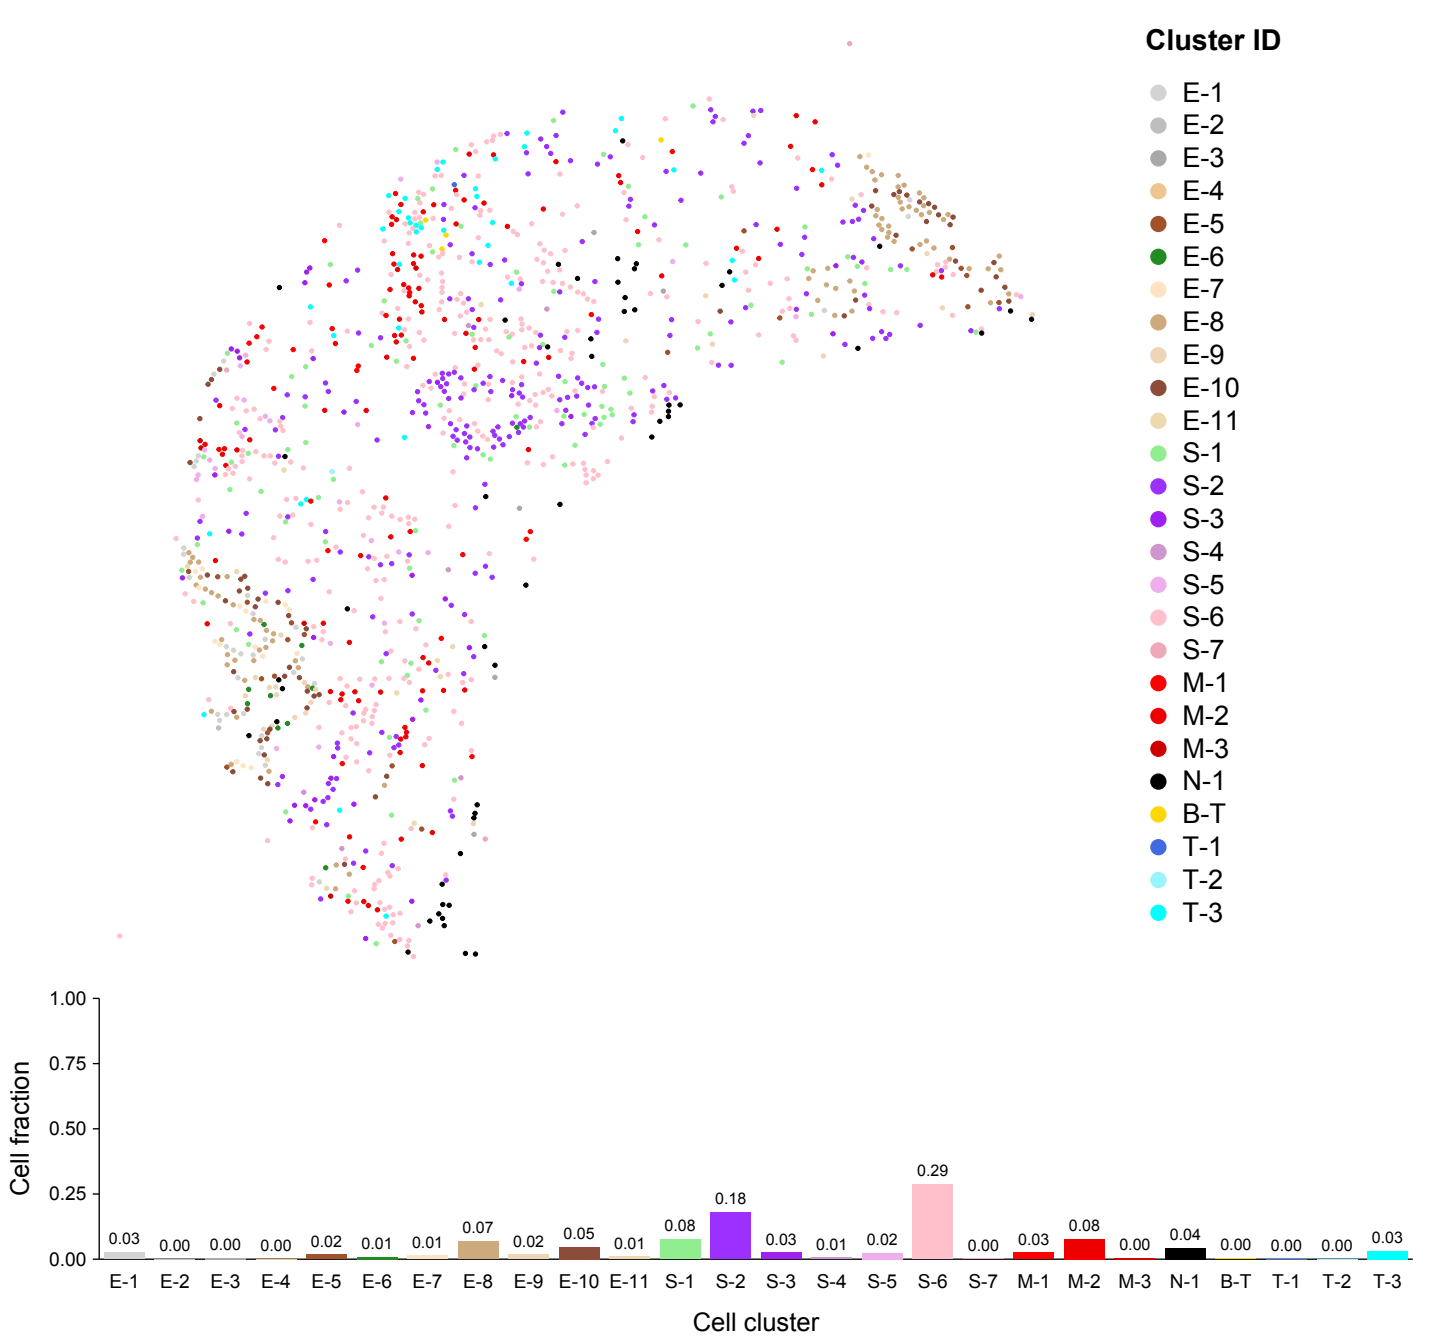 Cluster ID
E-1
E-2
E-3
E-4
E-5
E-6
E-7
E-8
E-9
E-10
E-11
S-1
S-2
S-3
S-4
S-5
S-6
S-7
M-1
M-2
M-3
N-1
B-T
T-1
T-2
T-3
Cell fraction
1.00
0.75
0.50
0.25
0.00
0.03 0.00 0.00 0.00 0.02 0.01 0.01 0.07 0.02 0.05 0.01 0.08 0.18 0.03 0.01 0.02 0.29 0.00 0.03 0.08 0.00 0.04 0.00 0.00 0.00 0.03
E-1 E-2 E-3 E-4 E-5 E-6 E-7 E-8 E-9 E-10 E-11 S-1 S-2 S-3 S-4 S-5 S-6 S-7 M-1 M-2 M-3 N-1 B-T T-1 T-2 T-3
Cell cluster